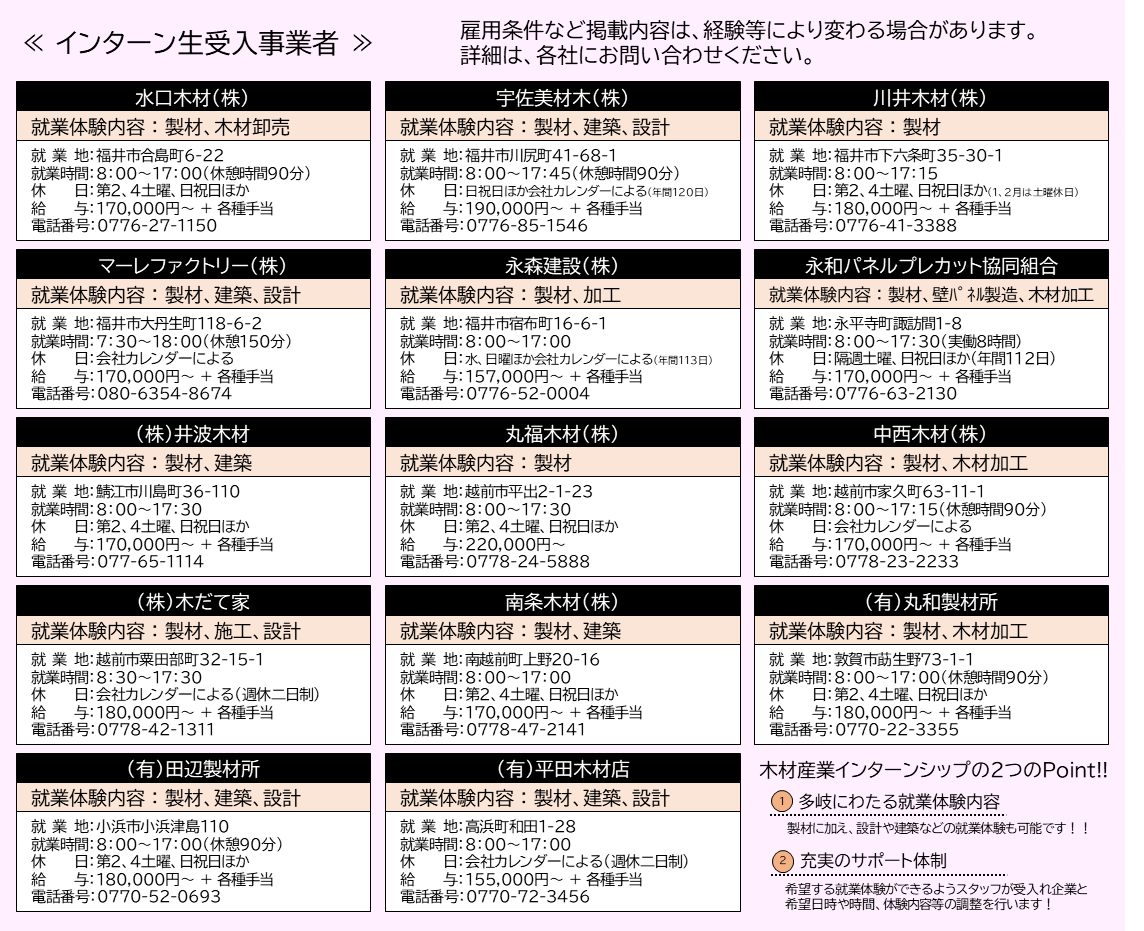 ≪ インターン生受入事業者 ≫
雇用条件など掲載内容は、経験等により変わる場合があります。
詳細は、各社にお問い合わせください。
水口木材（株）
就業体験内容：製材、木材卸売
就 業 地：福井市合島町6-22
就業時間：8：00～17：00（休憩時間90分）
休　　日：第2、4土曜、日祝日ほか
給　　与：170,000円～ + 各種手当
電話番号：0776-27-1150
宇佐美材木（株）
就業体験内容：製材、建築、設計
就 業 地：福井市川尻町41-68-1
就業時間：8：00～17：45（休憩時間90分）
休　　日：日祝日ほか会社カレンダーによる（年間120日）
給　　与：190,000円～ + 各種手当
電話番号：0776-85-1546
川井木材（株）
就業体験内容：製材
就 業 地：福井市下六条町35-30-1
就業時間：8：00～17：15
休　　日：第2、4土曜、日祝日ほか（1、2月は土曜休日）
給　　与：180,000円～ + 各種手当
電話番号：0776-41-3388
マーレファクトリー（株）
就業体験内容：製材、建築、設計
就 業 地：福井市大丹生町118-6-2
就業時間：7：30～18：00（休憩150分）
休　　日：会社カレンダーによる
給　　与：170,000円～ + 各種手当
電話番号：080-6354-8674
永森建設（株）
就業体験内容：製材、加工
就 業 地：福井市宿布町16-6-1
就業時間：8：00～17：00
休　　日：水、日曜ほか会社カレンダーによる（年間113日）
給　　与：157,000円～ + 各種手当
電話番号：0776-52-0004
永和パネルプレカット協同組合
就業体験内容：製材、壁ﾊﾟﾈﾙ製造、木材加工
就 業 地：永平寺町諏訪間1-8
就業時間：8：00～17：30（実働8時間）
休　　日：隔週土曜、日祝日ほか（年間112日）
給　　与：170,000円～ + 各種手当
電話番号：0776-63-2130
（株）井波木材
就業体験内容：製材、建築
就 業 地：鯖江市川島町36-110
就業時間：8：00～17：30
休　　日：第2、4土曜、日祝日ほか
給　　与：170,000円～ + 各種手当
電話番号：077-65-1114
丸福木材（株）
就業体験内容：製材
就 業 地：越前市平出2-1-23
就業時間：8：00～17：30
休　　日：第2、4土曜、日祝日ほか
給　　与：220,000円～
電話番号：0778-24-5888
中西木材（株）
就業体験内容：製材、木材加工
就 業 地：越前市家久町63-11-1
就業時間：8：00～17：15（休憩時間90分）
休　　日：会社カレンダーによる
給　　与：170,000円～ + 各種手当
電話番号：0778-23-2233
（株）木だて家
就業体験内容：製材、施工、設計
就 業 地：越前市粟田部町32-15-1
就業時間：8：30～17：30
休　　日：会社カレンダーによる（週休二日制）
給　　与：180,000円～ + 各種手当
電話番号：0778-42-1311
南条木材（株）
就業体験内容：製材、建築
就 業 地：南越前町上野20-16
就業時間：8：00～17：00
休　　日：第2、4土曜、日祝日ほか
給　　与：170,000円～ + 各種手当
電話番号：0778-47-2141
（有）丸和製材所
就業体験内容：製材、木材加工
就 業 地：敦賀市莇生野73-1-1
就業時間：8：00～17：00（休憩時間90分）
休　　日：第2、4土曜、日祝日ほか
給　　与：180,000円～ + 各種手当
電話番号：0770-22-3355
（有）田辺製材所
就業体験内容：製材、建築、設計
就 業 地：小浜市小浜津島110
就業時間：8：00～17：00（休憩90分）
休　　日：第2、4土曜、日祝日ほか
給　　与：180,000円～ + 各種手当
電話番号：0770-52-0693
（有）平田木材店
就業体験内容：製材、建築、設計
就 業 地：高浜町和田1-28
就業時間：8：00～17：00
休　　日：会社カレンダーによる（週休二日制）
給　　与：155,000円～ + 各種手当
電話番号：0770-72-3456
木材産業インターンシップの2つのPoint!!
1 多岐にわたる就業体験内容
製材に加え、設計や建築などの就業体験も可能です！！
2 充実のサポート体制
希望する就業体験ができるようスタッフが受入れ企業と
希望日時や時間、体験内容等の調整を行います！